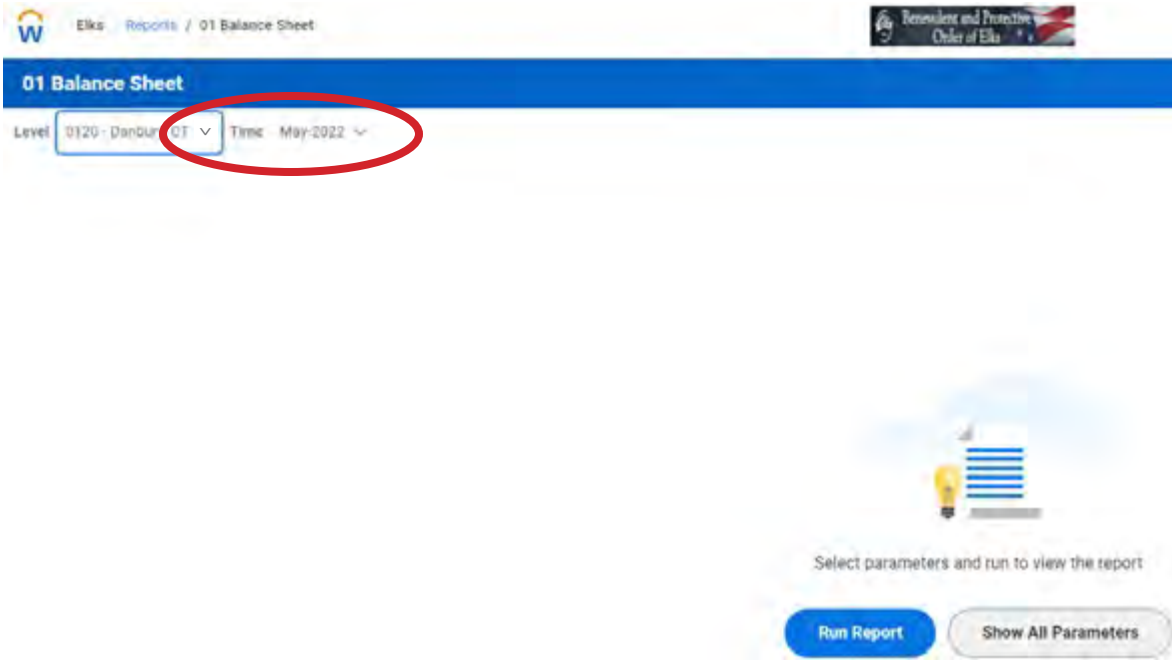 Elks Reports / 01 Balance Sheet
Benevolent and Protective
Order of Elks
01 Balance Sheet
Level 0120 - Danbury CT Time May-2022
Select parameters and run to view the report
Run Report Show All Parameters